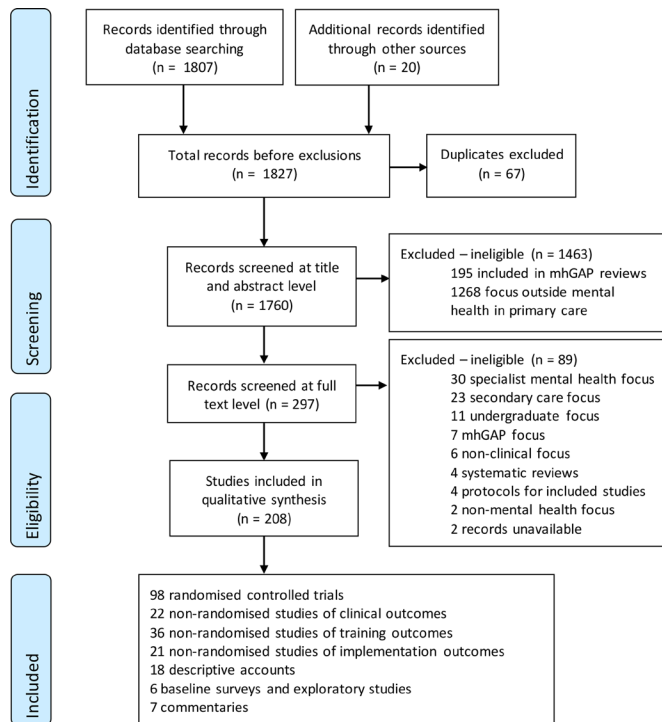 Identification
Records identified through
database searching
(n = 1807)
Additional records identified
through other sources
(n = 20)
Total records before exclusions
(n = 1827)
Duplicates excluded
(n = 67)
Screening
Records screened at title
and abstract level
(n = 1760)
Excluded – ineligible (n = 1463)
195 included in mhGAP reviews
1268 focus outside mental
health in primary care
Records screened at full
text level (n = 297)
Excluded – ineligible (n = 89)
30 specialist mental health focus
23 secondary care focus
11 undergraduate focus
7 mhGAP focus
6 non-clinical focus
4 systematic reviews
4 protocols for included studies
2 non-mental health focus
2 records unavailable
Eligibility
Studies included in
qualitative synthesis
(n = 208)
Included
98 randomised controlled trials
22 non-randomised studies of clinical outcomes
36 non-randomised studies of training outcomes
21 non-randomised studies of implementation outcomes
18 descriptive accounts
6 baseline surveys and exploratory studies
7 commentaries